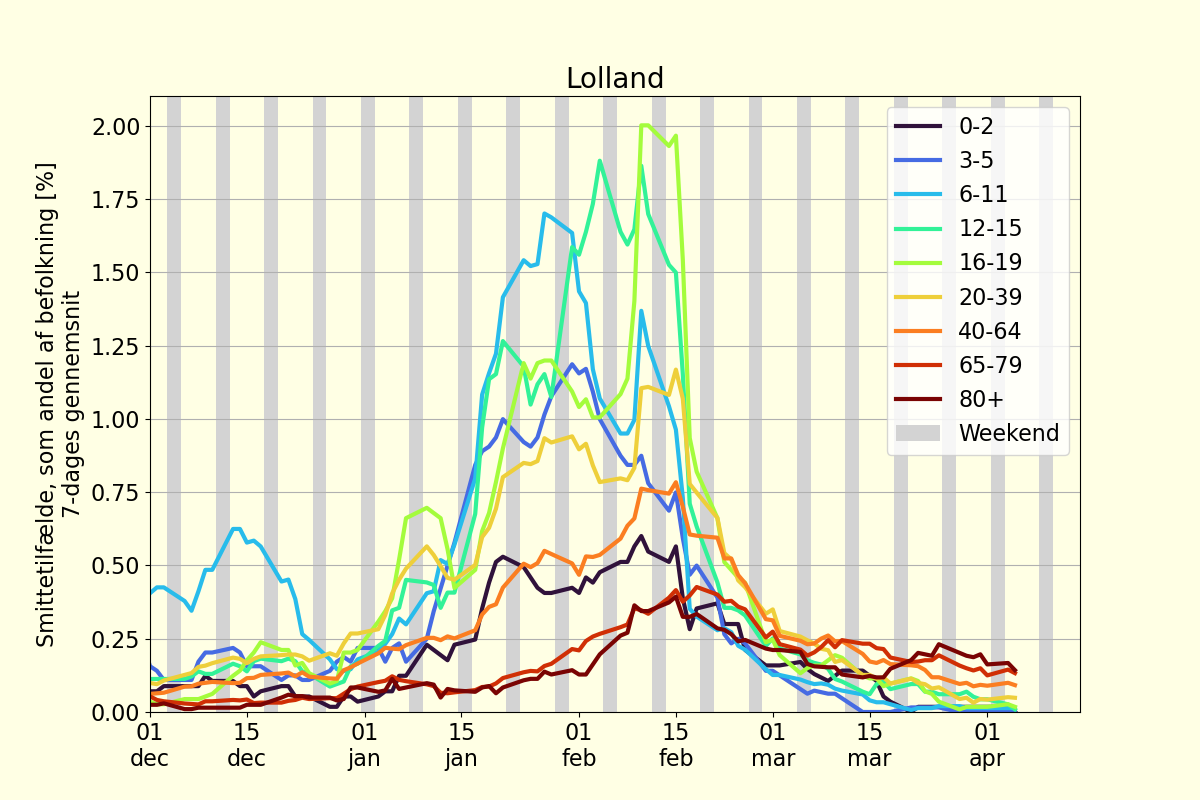 Lolland
Smittetilfælde, som andel af befolkning [%]
7-dages gennemsnit
2.00
1.75
1.50
1.25
1.00
0.75
0.50
0.25
0.00
01 dec
15 dec
01 jan
15 jan
01 feb
15 feb
01 mar
15 mar
01 apr
0-2
3-5
6-11
12-15
16-19
20-39
40-64
65-79
80+
Weekend